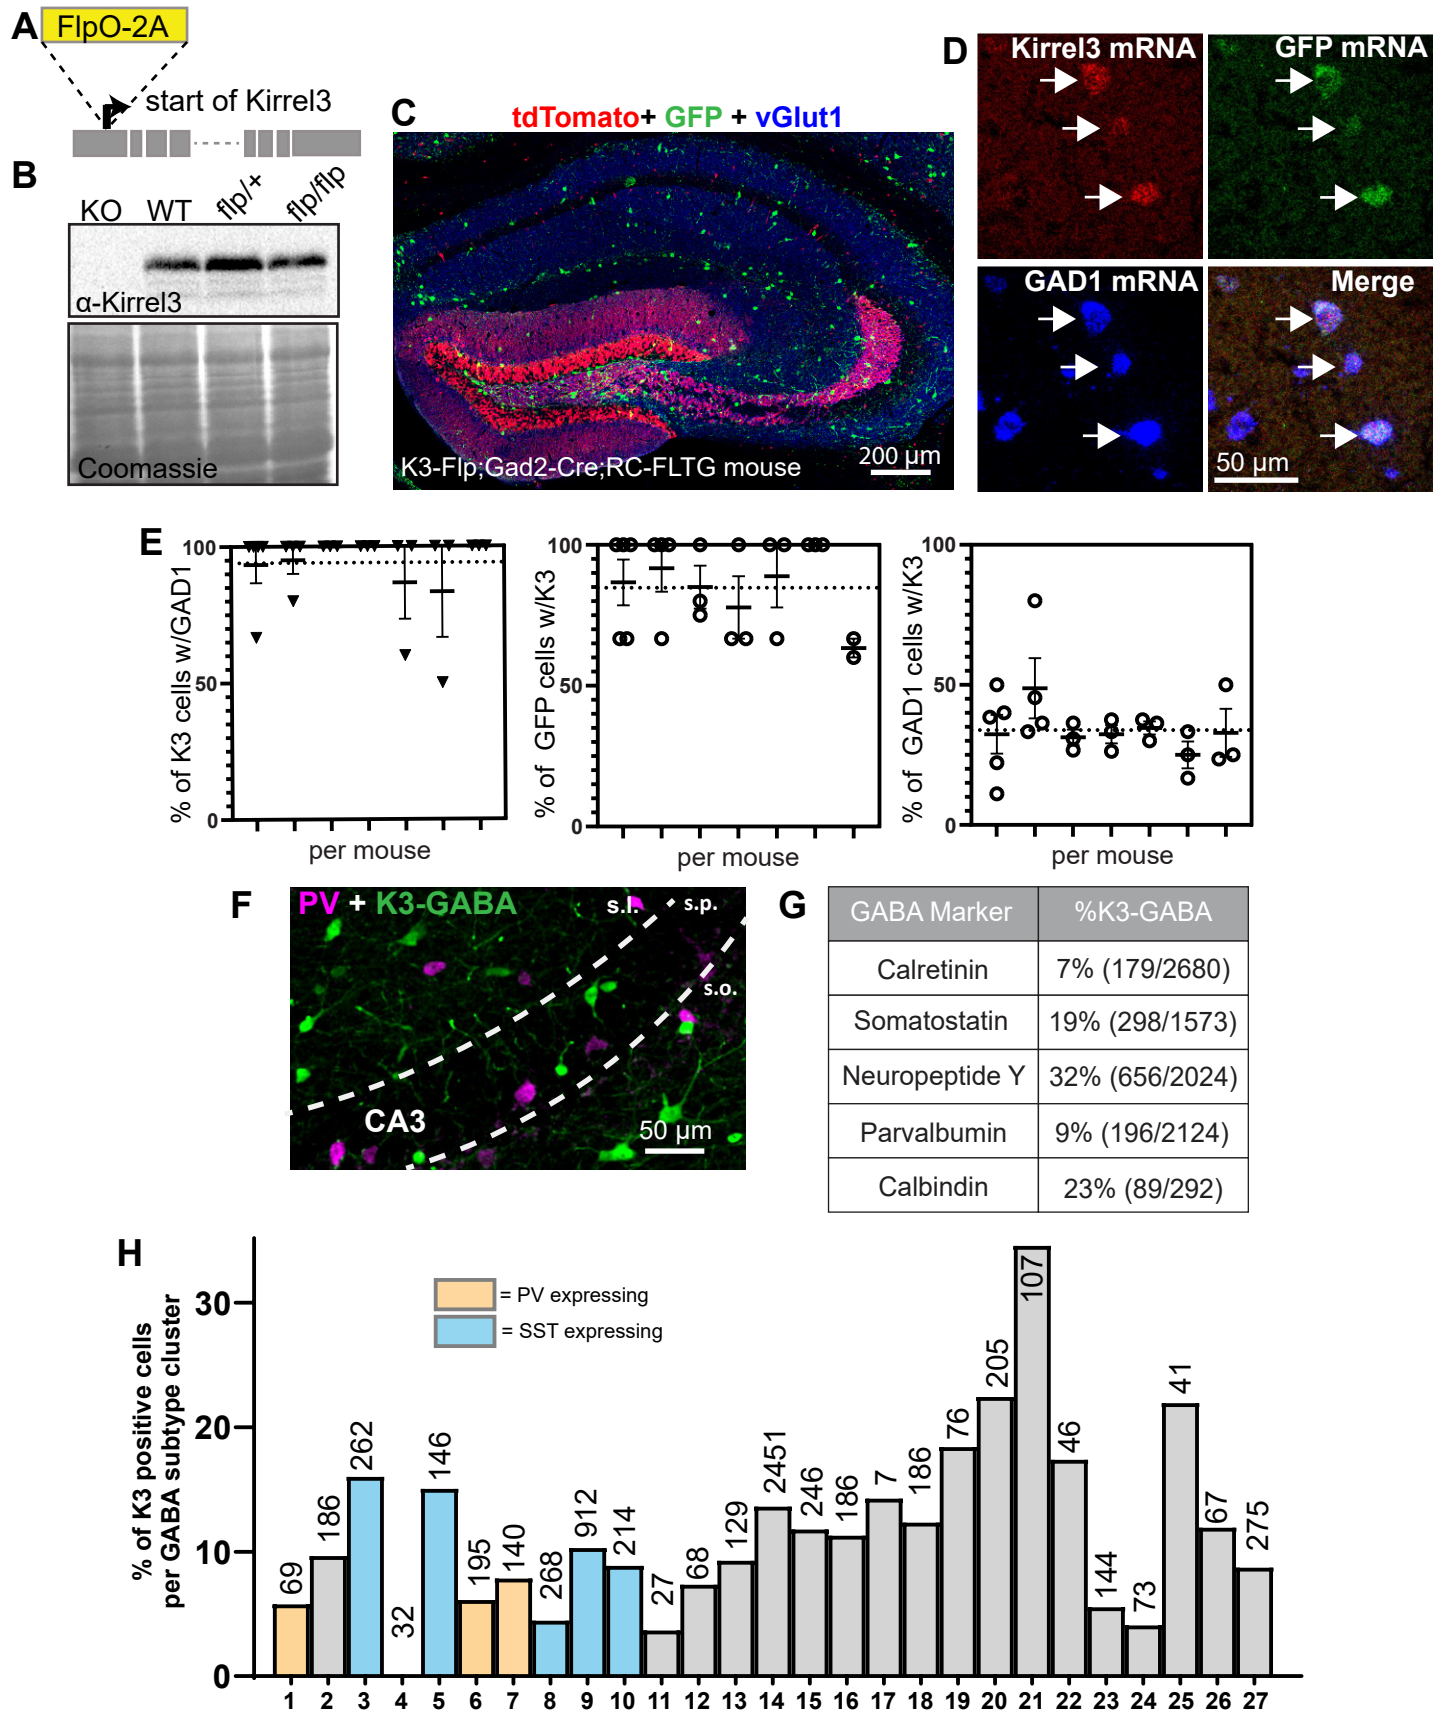 A
FlpO-2A
start of Kirrel3
B
KO WT flp/+ flp/flp
α-Kirrel3
Coomassie
C
tdTomato+ GFP + vGlut1
K3-Flp;Gad2-Cre;RC-FLTG mouse
200 µm
D
Kirrel3 mRNA
GFP mRNA
GAD1 mRNA
Merge
50 µm
E
% of K3 cells w/GAD1
100
50
0
per mouse
% of GFP cells w/K3
100
50
0
per mouse
% of GAD1 cells w/K3
100
50
0
per mouse
F
PV + K3-GABA
s.l.
s.p.
s.o.
CA3
50 µm
G
GABA Marker %K3-GABA
Calretinin 7% (179/2680)
Somatostatin 19% (298/1573)
Neuropeptide Y 32% (656/2024)
Parvalbumin 9% (196/2124)
Calbindin 23% (89/292)
H
% of K3 positive cells
per GABA subtype cluster
30
20
10
0
= PV expressing
= SST expressing
69 186 262 32 146 195 140 268 912 214 27 68 129 2451 246 186 7 186 76 205 107 46 144 73 41 67 275
1 2 3 4 5 6 7 8 9 10 11 12 13 14 15 16 17 18 19 20 21 22 23 24 25 26 27